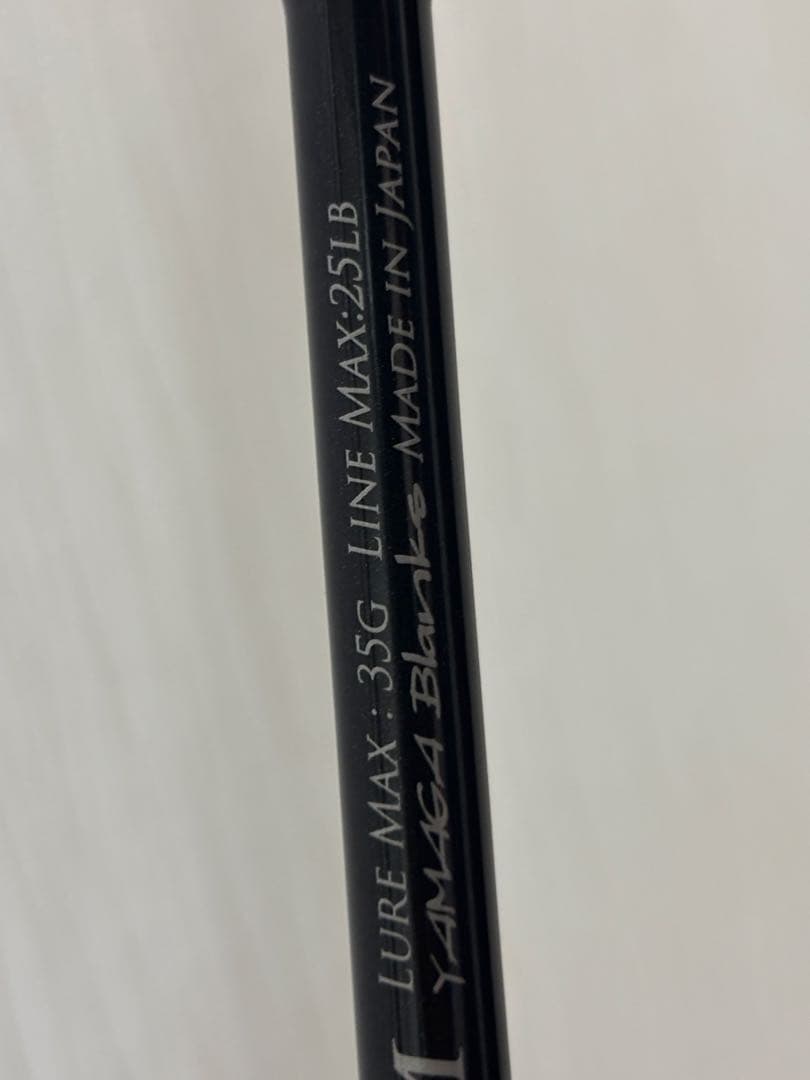 LURE MAX : 35G LINE MAX:25LB
YAMAGA Blanks MADE IN JAPAN